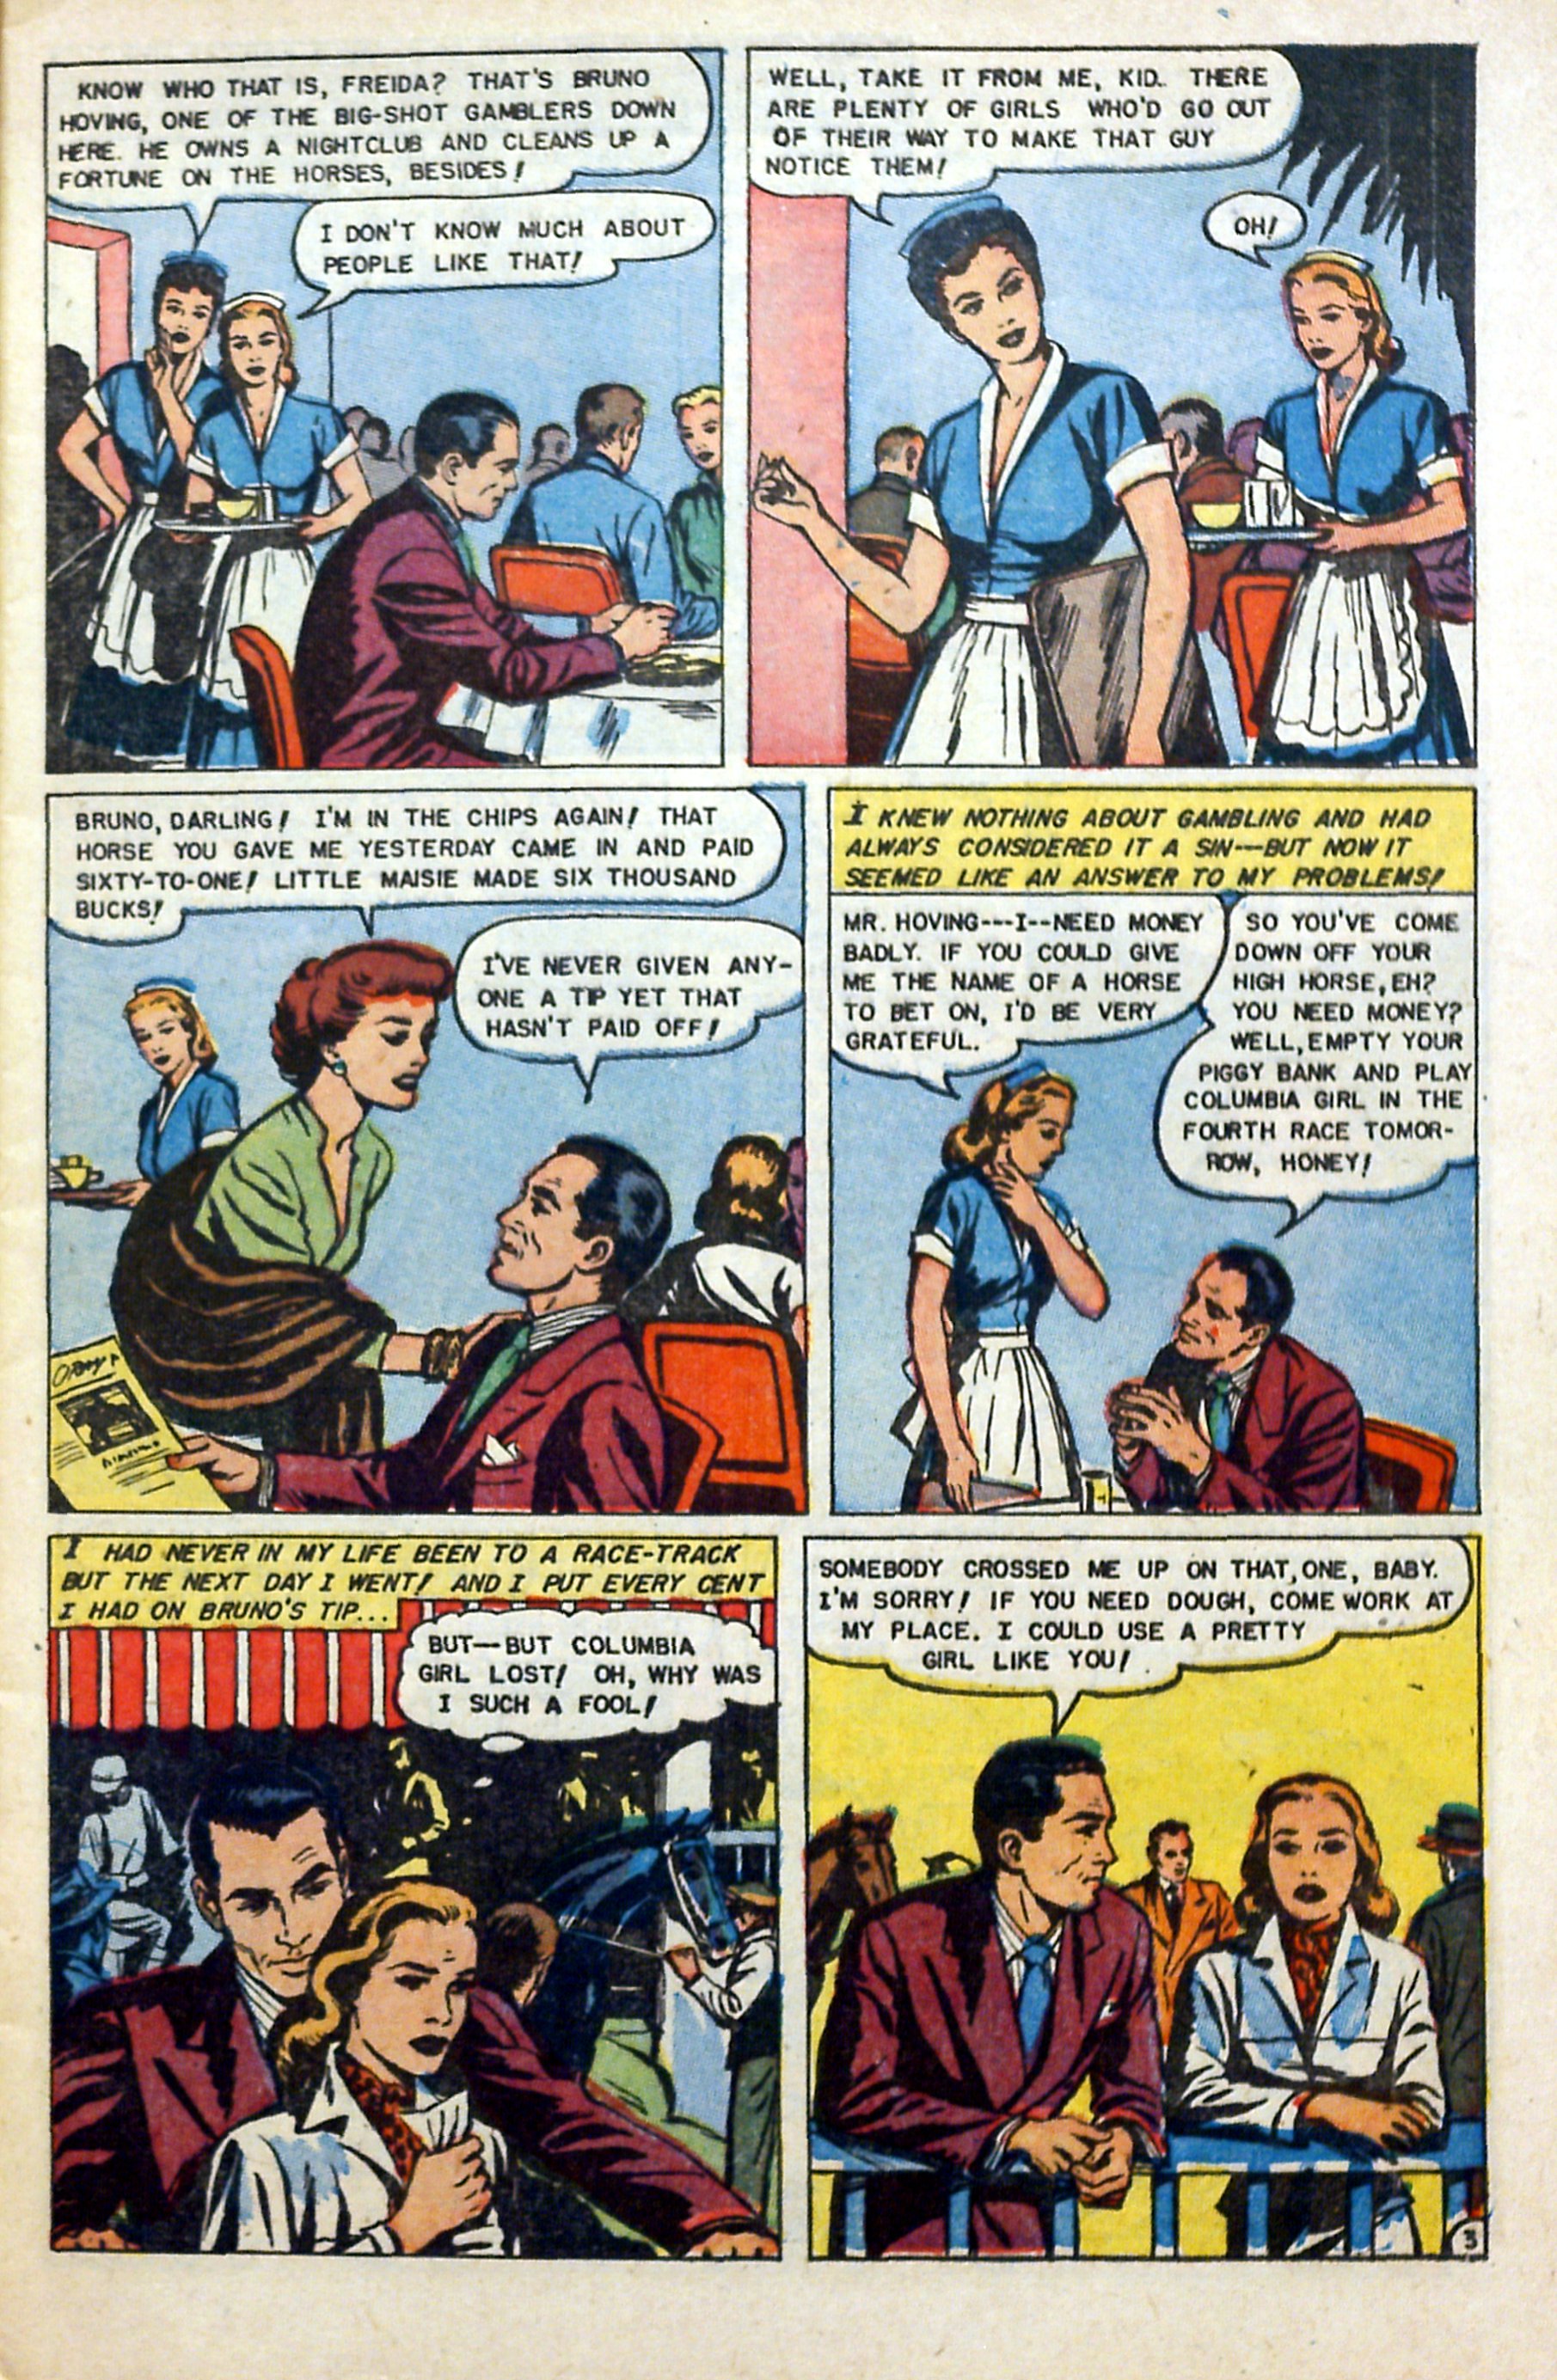 KNOW WHO THAT IS, FREIDA? THAT'S BRUNO
HOVING, ONE OF THE BIG-SHOT GAMBLERS DOWN
HERE. HE OWNS A NIGHTCLUB AND CLEANS UP A
FORTUNE ON THE HORSES, BESIDES!
I DON'T KNOW MUCH ABOUT
PEOPLE LIKE THAT!
WELL, TAKE IT FROM ME, KID. THERE
ARE PLENTY OF GIRLS WHO'D GO OUT
OF THEIR WAY TO MAKE THAT GUY
NOTICE THEM!
OH!
BRUNO, DARLING! I'M IN THE CHIPS AGAIN! THAT
HORSE YOU GAVE ME YESTERDAY CAME IN AND PAID
SIXTY-TO-ONE! LITTLE MAISIE MADE SIX THOUSAND
BUCKS!
I'VE NEVER GIVEN ANY-
ONE A TIP YET THAT
HASN'T PAID OFF!
I KNEW NOTHING ABOUT GAMBLING AND HAD
ALWAYS CONSIDERED IT A SIN--BUT NOW IT
SEEMED LIKE AN ANSWER TO MY PROBLEMS!
MR. HOVING---I--NEED MONEY
BADLY. IF YOU COULD GIVE
ME THE NAME OF A HORSE
TO BET ON, I'D BE VERY
GRATEFUL.
SO YOU'VE COME
DOWN OFF YOUR
HIGH HORSE, EH?
YOU NEED MONEY?
WELL, EMPTY YOUR
PIGGY BANK AND PLAY
COLUMBIA GIRL IN THE
FOURTH RACE TOMOR-
ROW, HONEY!
I HAD NEVER IN MY LIFE BEEN TO A RACE-TRACK
BUT THE NEXT DAY I WENT! AND I PUT EVERY CENT
I HAD ON BRUNO'S TIP...
BUT--BUT COLUMBIA
GIRL LOST! OH, WHY WAS
I SUCH A FOOL!
SOMEBODY CROSSED ME UP ON THAT, ONE, BABY.
I'M SORRY! IF YOU NEED DOUGH, COME WORK AT
MY PLACE. I COULD USE A PRETTY
GIRL LIKE YOU!
3